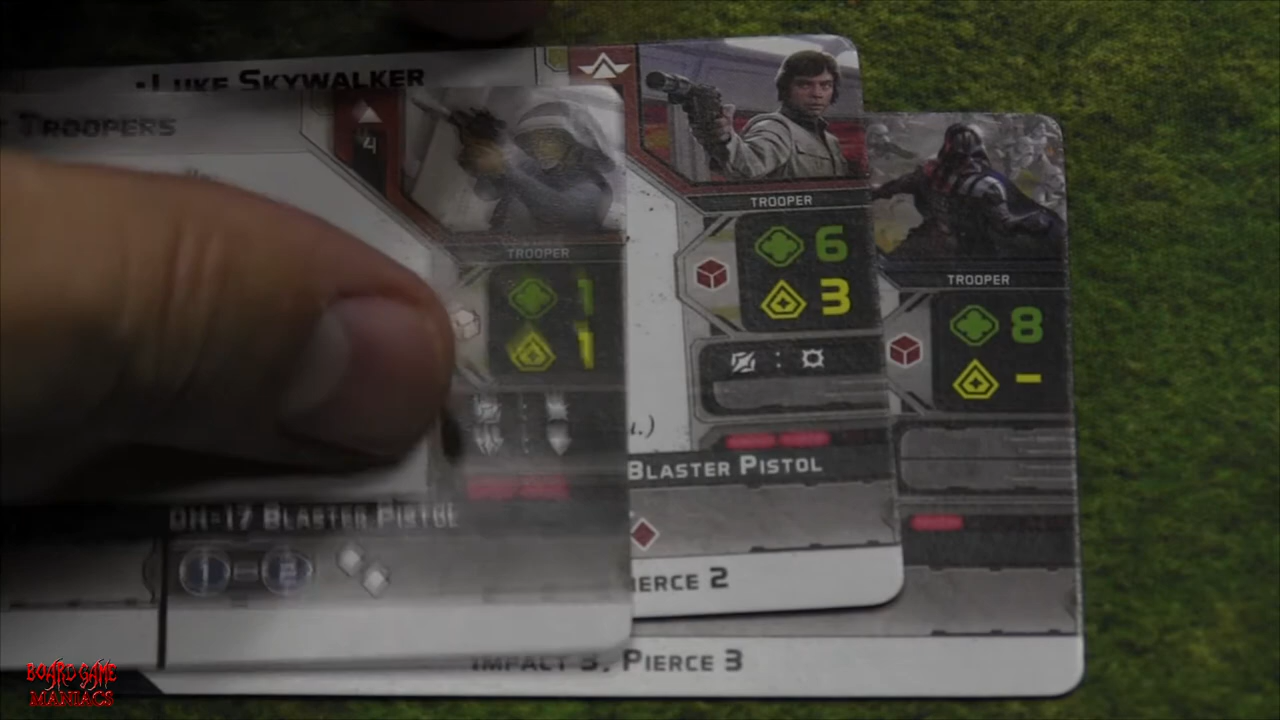 •LUKE SKYWALKER
TROOPERS
4
TROOPER
6
3
TROOPER
1
1
TROOPER
8
–
:
.)
BLASTER PISTOL
DH-17 BLASTER PISTOL
1 – 2
PIERCE 2
IMPACT 3, PIERCE 3
BOARD GAME
MANIACS